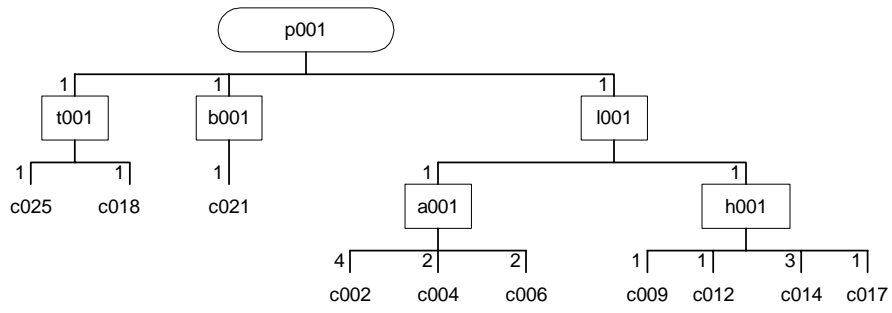 p001
1 1 1
t001 b001 l001
1 1 1 1 1
c025 c018 c021 a001 h001
4 2 2 1 1 3 1
c002 c004 c006 c009 c012 c014 c017